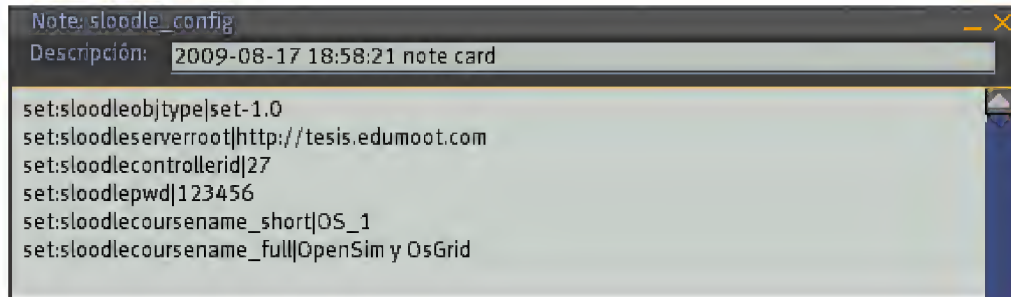 Note: sloodle_config
Descripción: 2009-08-17 18:58:21 note card
set:sloodleobjtype|set-1.0
set:sloodleserverroot|http://tesis.edumoot.com
set:sloodlecontrollerid|27
set:sloodlepwd|123456
set:sloodlecoursename_short|OS_1
set:sloodlecoursename_full|OpenSim y OsGrid